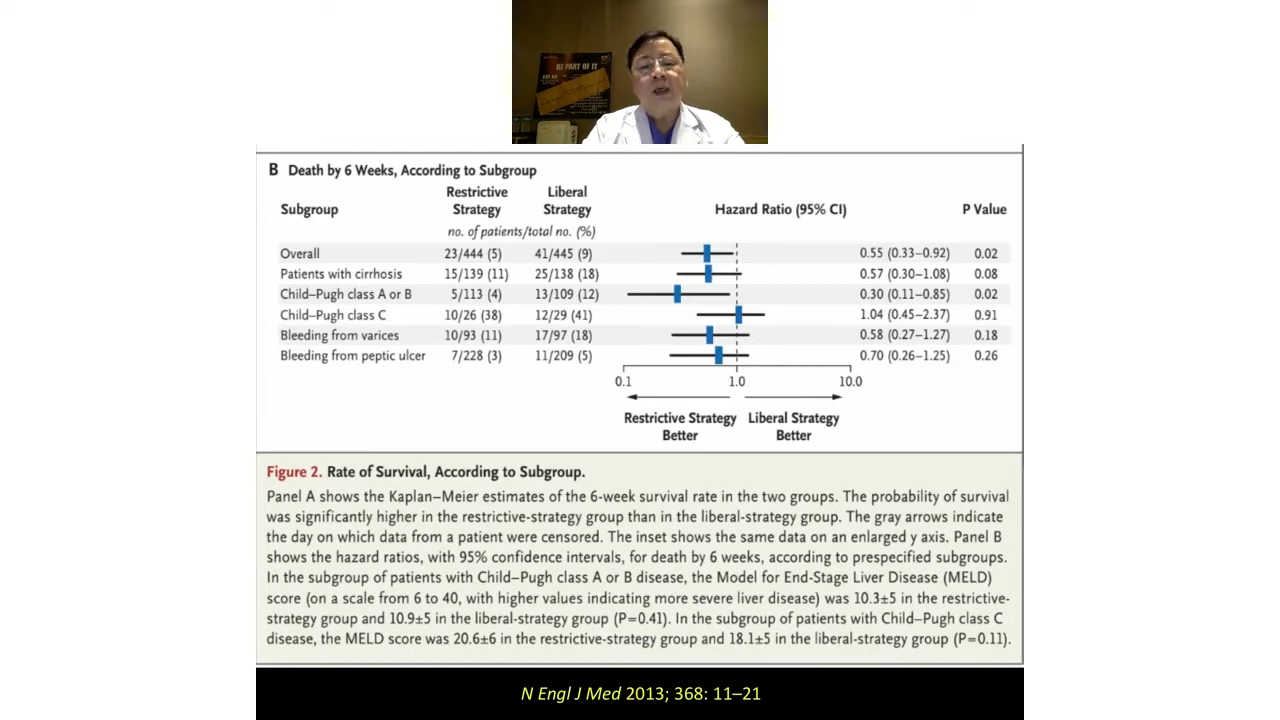 BE PART OF IT
B Death by 6 Weeks, According to Subgroup
Subgroup Restrictive Strategy Liberal Strategy Hazard Ratio (95% CI) P Value
no. of patients/total no. (%)
Overall 23/444 (5) 41/445 (9) 0.55 (0.33–0.92) 0.02
Patients with cirrhosis 15/139 (11) 25/138 (18) 0.57 (0.30–1.08) 0.08
Child–Pugh class A or B 5/113 (4) 13/109 (12) 0.30 (0.11–0.85) 0.02
Child–Pugh class C 10/26 (38) 12/29 (41) 1.04 (0.45–2.37) 0.91
Bleeding from varices 10/93 (11) 17/97 (18) 0.58 (0.27–1.27) 0.18
Bleeding from peptic ulcer 7/228 (3) 11/209 (5) 0.70 (0.26–1.25) 0.26
0.1 1.0 10.0
Restrictive Strategy Better Liberal Strategy Better
Figure 2. Rate of Survival, According to Subgroup.
Panel A shows the Kaplan–Meier estimates of the 6-week survival rate in the two groups. The probability of survival
was significantly higher in the restrictive-strategy group than in the liberal-strategy group. The gray arrows indicate
the day on which data from a patient were censored. The inset shows the same data on an enlarged y axis. Panel B
shows the hazard ratios, with 95% confidence intervals, for death by 6 weeks, according to prespecified subgroups.
In the subgroup of patients with Child–Pugh class A or B disease, the Model for End-Stage Liver Disease (MELD)
score (on a scale from 6 to 40, with higher values indicating more severe liver disease) was 10.3±5 in the restrictive-
strategy group and 10.9±5 in the liberal-strategy group (P=0.41). In the subgroup of patients with Child–Pugh class C
disease, the MELD score was 20.6±6 in the restrictive-strategy group and 18.1±5 in the liberal-strategy group (P=0.11).
N Engl J Med 2013; 368: 11–21